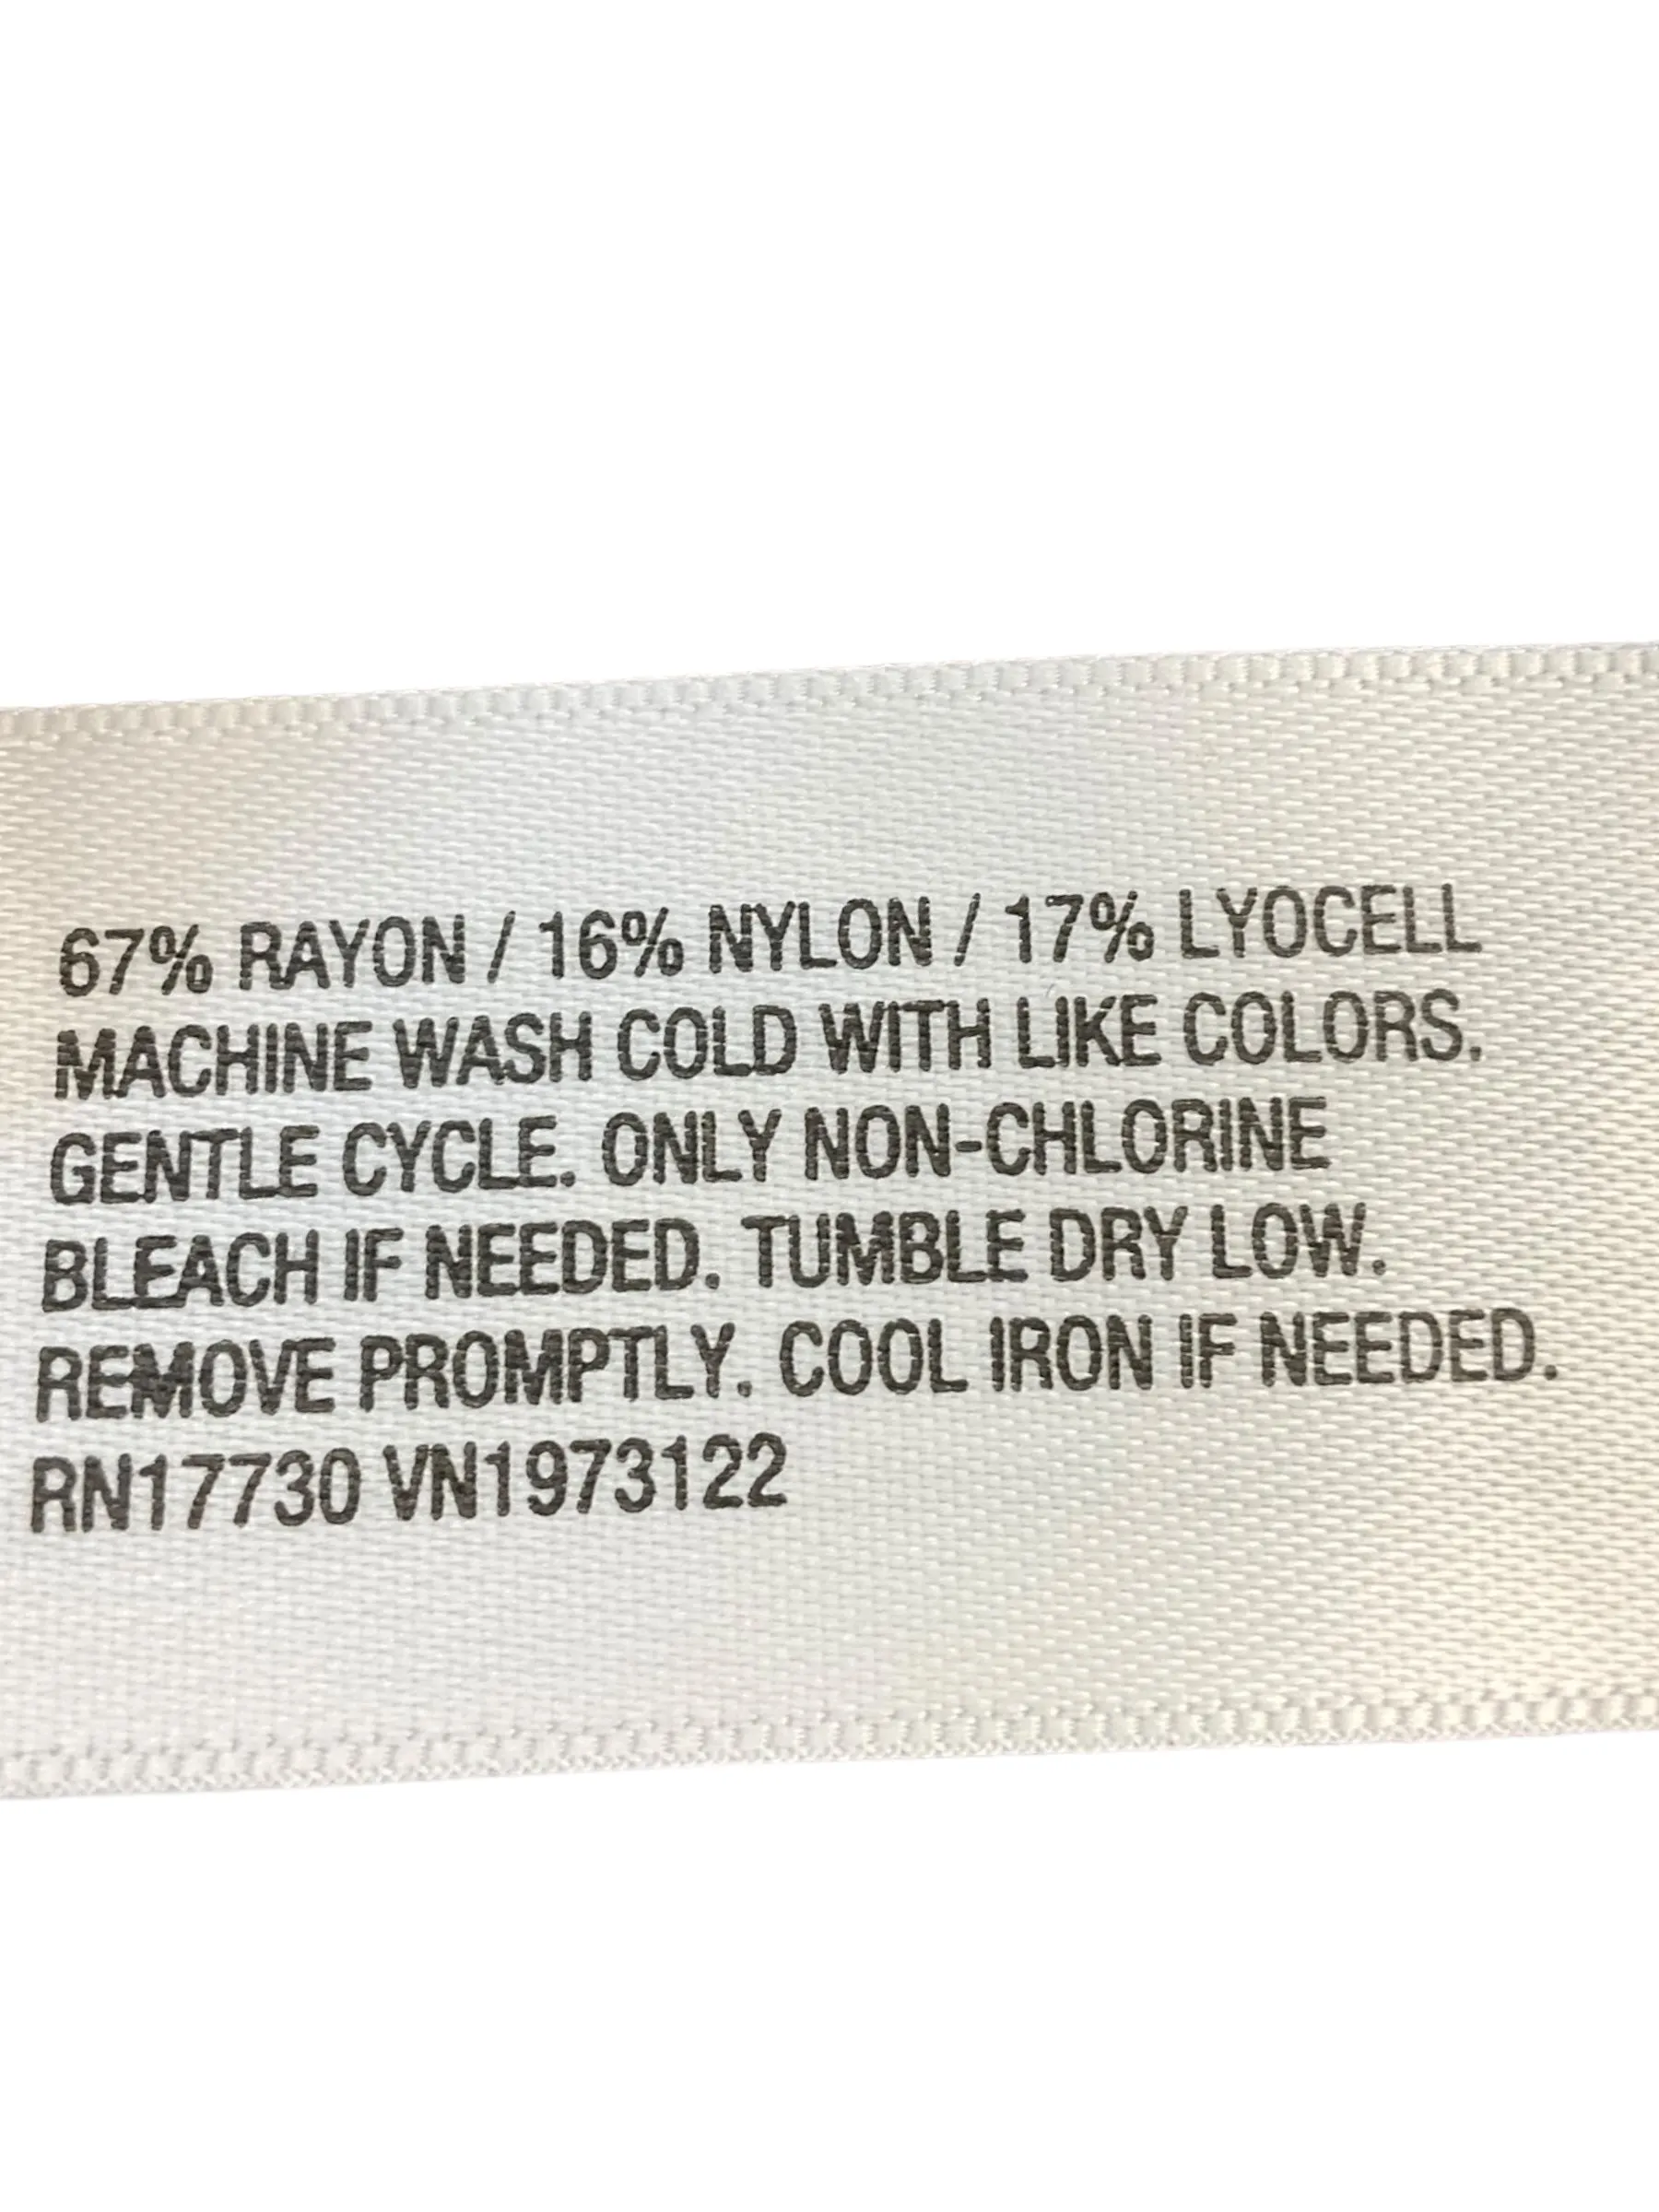 67% RAYON / 16% NYLON / 17% LYOCELL
MACHINE WASH COLD WITH LIKE COLORS.
GENTLE CYCLE. ONLY NON-CHLORINE
BLEACH IF NEEDED. TUMBLE DRY LOW.
REMOVE PROMPTLY. COOL IRON IF NEEDED.
RN17730 VN1973122